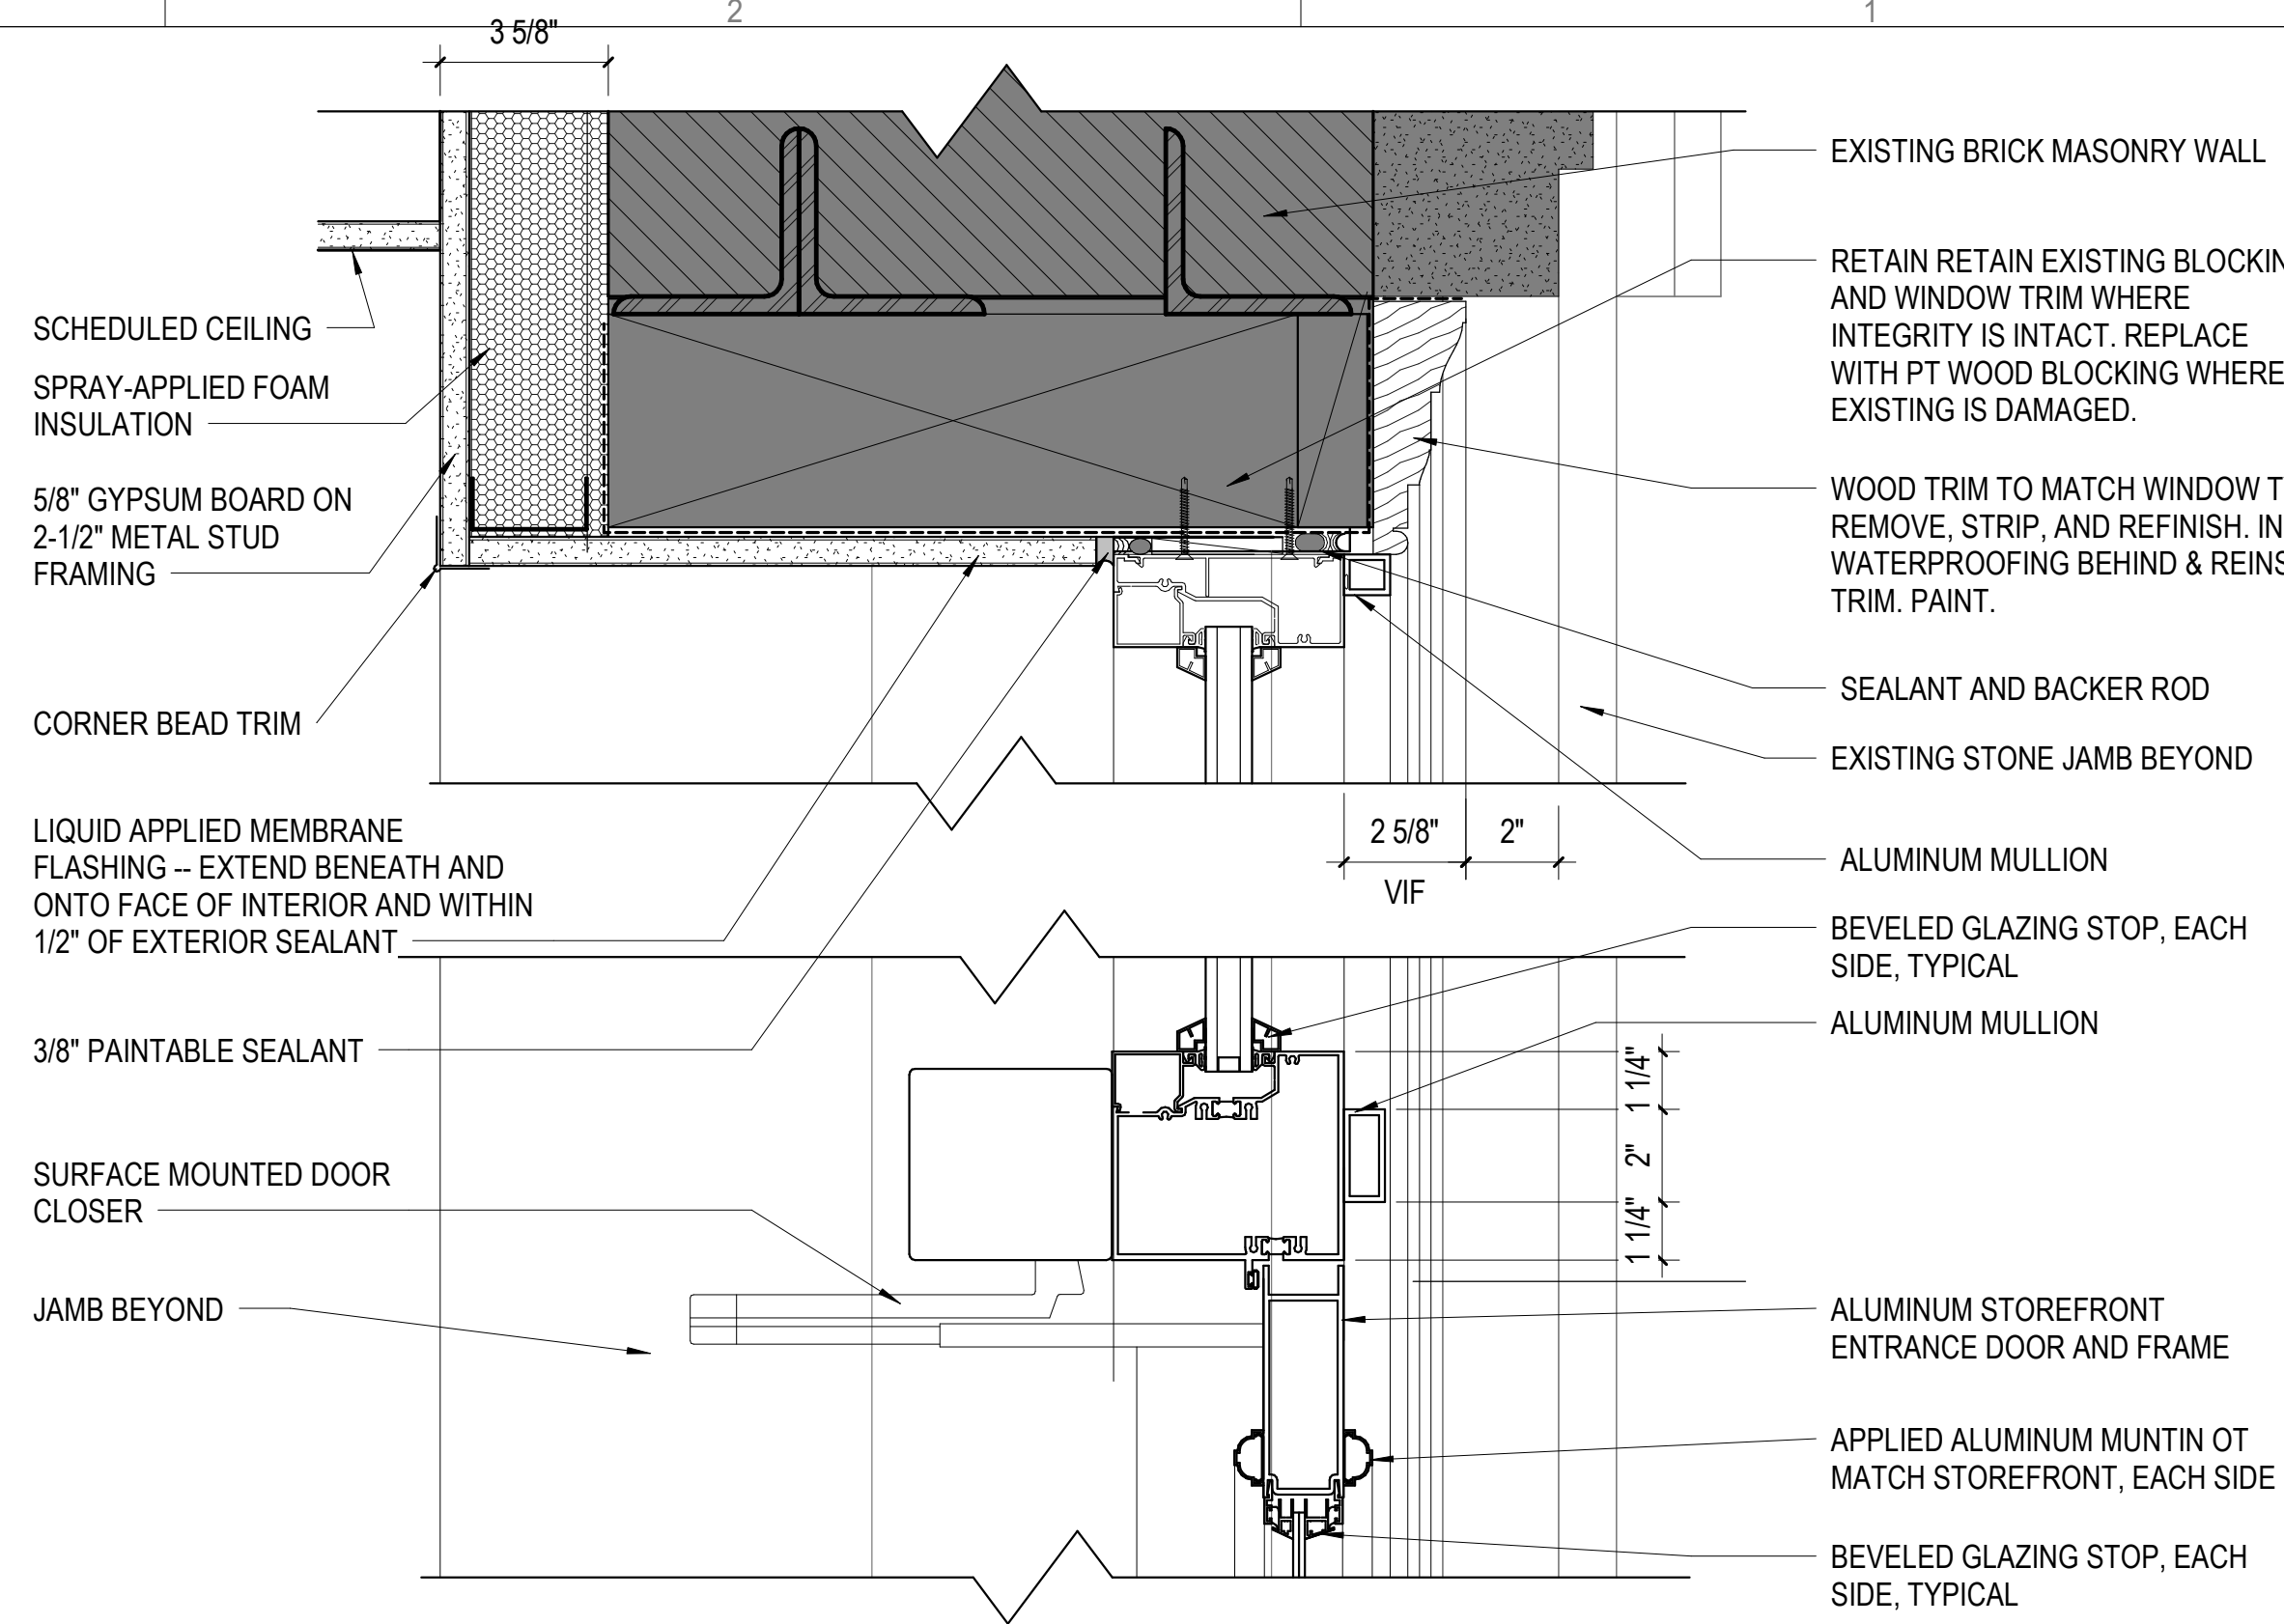 2
1
3 5/8"
SCHEDULED CEILING
SPRAY-APPLIED FOAM
INSULATION
5/8" GYPSUM BOARD ON
2-1/2" METAL STUD
FRAMING
CORNER BEAD TRIM
LIQUID APPLIED MEMBRANE
FLASHING -- EXTEND BENEATH AND
ONTO FACE OF INTERIOR AND WITHIN
1/2" OF EXTERIOR SEALANT
3/8" PAINTABLE SEALANT
SURFACE MOUNTED DOOR
CLOSER
JAMB BEYOND
2 5/8"
2"
VIF
1 1/4"
2"
1 1/4"
EXISTING BRICK MASONRY WALL
RETAIN RETAIN EXISTING BLOCKIN
AND WINDOW TRIM WHERE
INTEGRITY IS INTACT. REPLACE
WITH PT WOOD BLOCKING WHERE
EXISTING IS DAMAGED.
WOOD TRIM TO MATCH WINDOW T
REMOVE, STRIP, AND REFINISH. IN
WATERPROOFING BEHIND & REINS
TRIM. PAINT.
SEALANT AND BACKER ROD
EXISTING STONE JAMB BEYOND
ALUMINUM MULLION
BEVELED GLAZING STOP, EACH
SIDE, TYPICAL
ALUMINUM MULLION
ALUMINUM STOREFRONT
ENTRANCE DOOR AND FRAME
APPLIED ALUMINUM MUNTIN OT
MATCH STOREFRONT, EACH SIDE
BEVELED GLAZING STOP, EACH
SIDE, TYPICAL